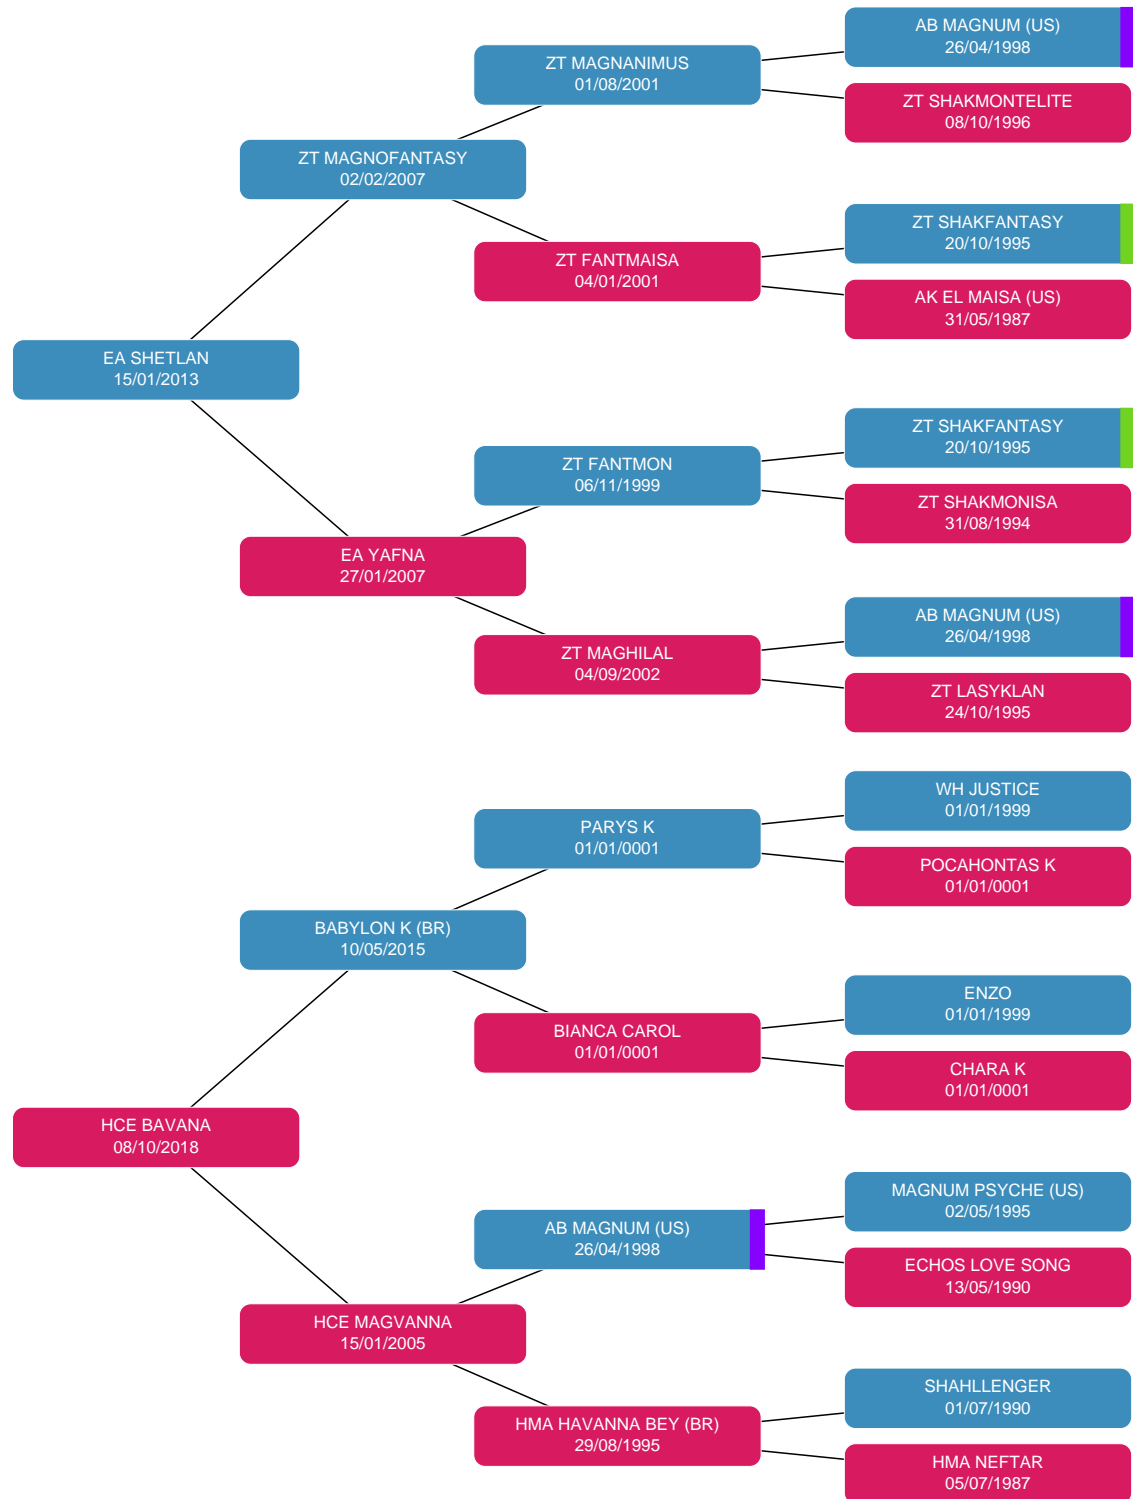 AB MAGNUM (US)
26/04/1998
ZT MAGNANIMUS
01/08/2001
ZT SHAKMONTELITE
08/10/1996
ZT MAGNOFANTASY
02/02/2007
ZT SHAKFANTASY
20/10/1995
ZT FANTMAISA
04/01/2001
AK EL MAISA (US)
31/05/1987
EA SHETLAN
15/01/2013
ZT SHAKFANTASY
20/10/1995
ZT FANTMON
06/11/1999
ZT SHAKMONISA
31/08/1994
EA YAFNA
27/01/2007
AB MAGNUM (US)
26/04/1998
ZT MAGHILAL
04/09/2002
ZT LASYKLAN
24/10/1995
WH JUSTICE
01/01/1999
PARYS K
01/01/0001
POCAHONTAS K
01/01/0001
BABYLON K (BR)
10/05/2015
ENZO
01/01/1999
BIANCA CAROL
01/01/0001
CHARA K
01/01/0001
HCE BAVANA
08/10/2018
MAGNUM PSYCHE (US)
02/05/1995
AB MAGNUM (US)
26/04/1998
ECHOS LOVE SONG
13/05/1990
HCE MAGVANNA
15/01/2005
SHAHLLENGER
01/07/1990
HMA HAVANNA BEY (BR)
29/08/1995
HMA NEFTAR
05/07/1987